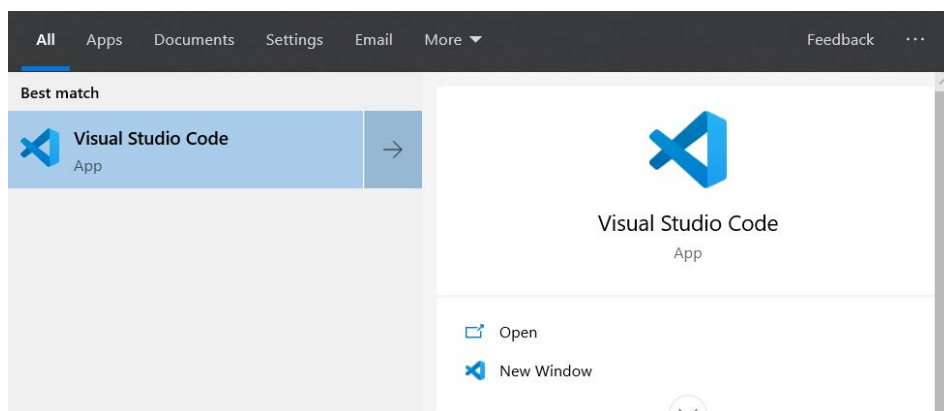 All Apps Documents Settings Email More Feedback ...
Best match
Visual Studio Code
App
Visual Studio Code
App
Open
New Window